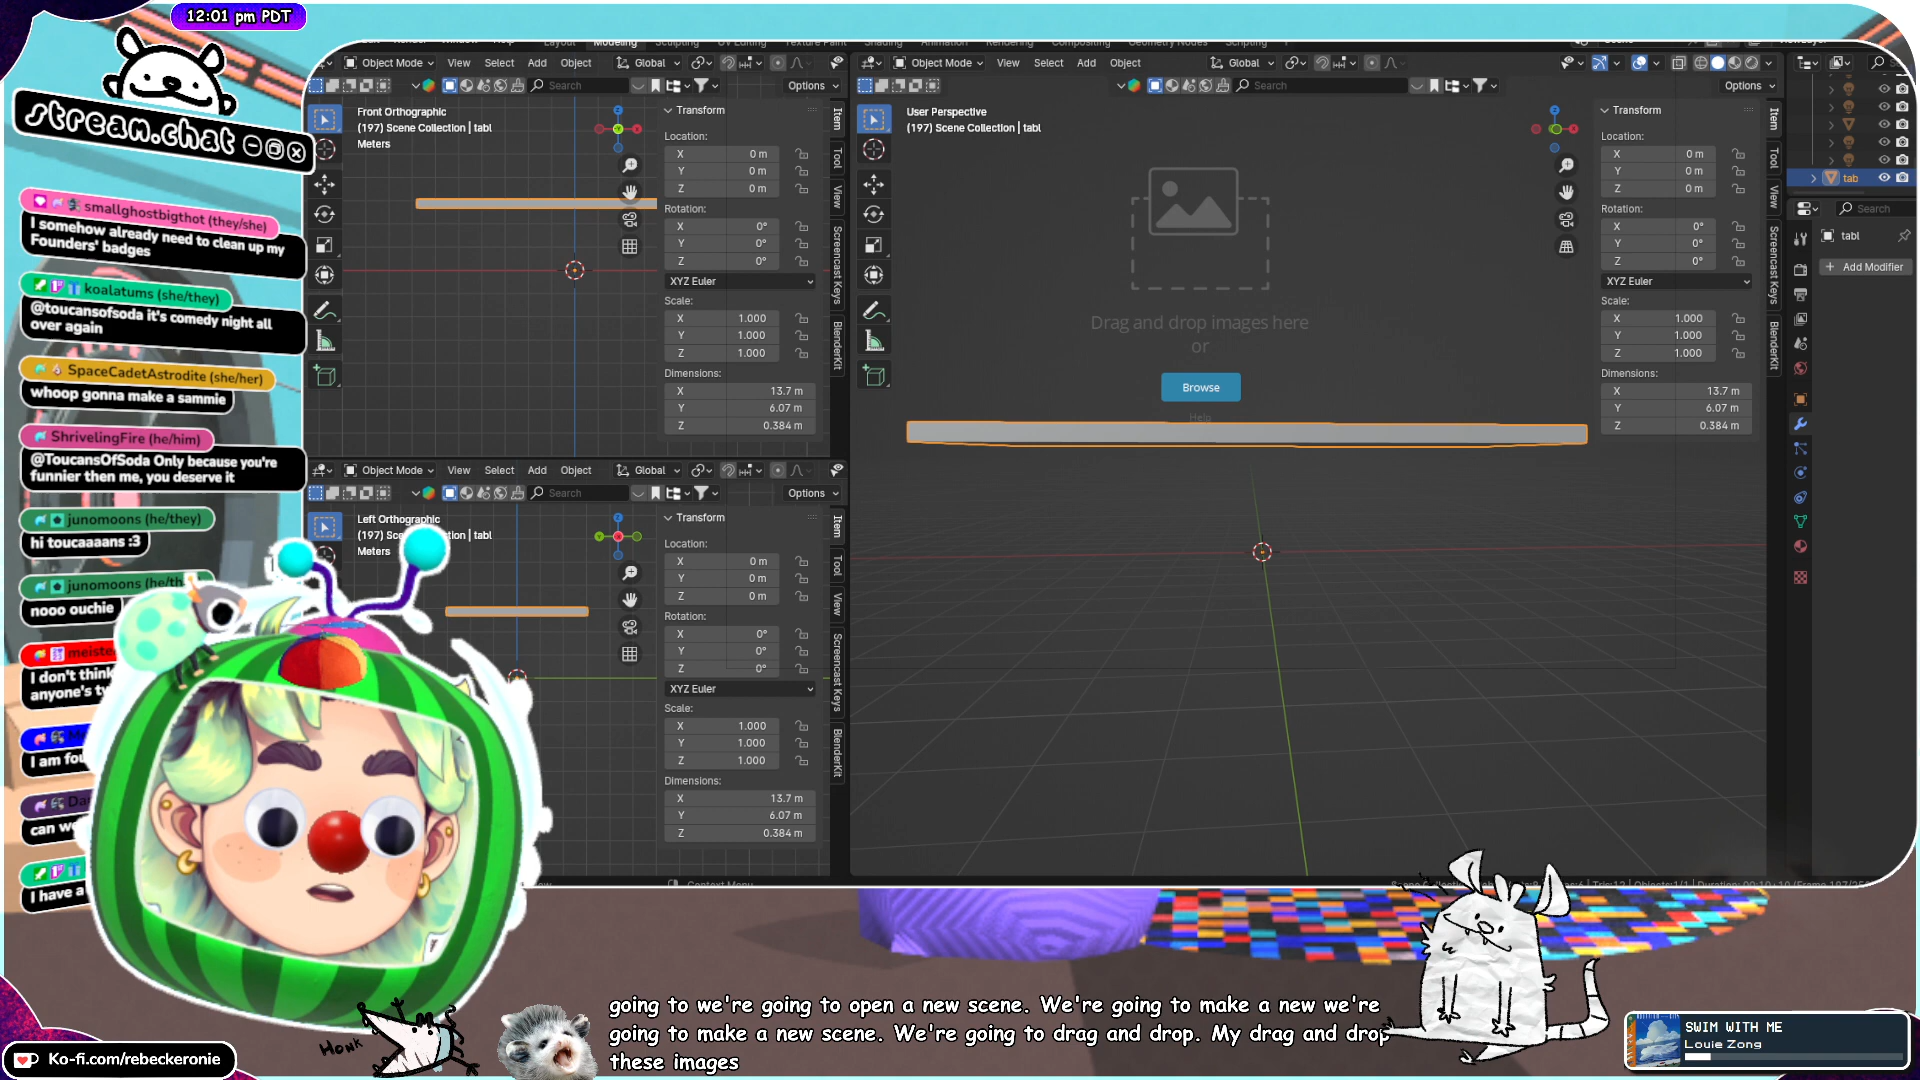 12:01 pm PDT
stream.chat
smallghostbigthot (they/she)
I somehow already need to clean up my
Founders' badges
koalatums (she/they)
@toucansofsoda it's comedy night all
over again
SpaceCadetAstrodite (she/her)
whoop gonna make a sammie
ShrivelingFire (he/him)
@ToucansOfSoda Only because you're
funnier then me, you deserve it
junomoons (he/they)
hi toucaaaans :3
junomoons (he/th
nooo ouchie
meiste
I don't think
anyone's ty
I am fou
can we
I have a
Layout Modeling Sculpting UV Editing Texture Paint Shading Animation Rendering Compositing Geometry Nodes Scripting
Object Mode View Select Add Object Global
Search Options
Front Orthographic
(197) Scene Collection | tabl
Meters
Transform
Location:
X 0 m
Y 0 m
Z 0 m
Rotation:
X 0°
Y 0°
Z 0°
XYZ Euler
Scale:
X 1.000
Y 1.000
Z 1.000
Dimensions:
X 13.7 m
Y 6.07 m
Z 0.384 m
Item
Tool
View
Screencast Keys
BlenderKit
Object Mode View Select Add Object Global
Search Options
Left Orthographic
(197) Sce ection | tabl
Meters
Transform
Location:
X 0 m
Y 0 m
Z 0 m
Rotation:
X 0°
Y 0°
Z 0°
XYZ Euler
Scale:
X 1.000
Y 1.000
Z 1.000
Dimensions:
X 13.7 m
Y 6.07 m
Z 0.384 m
Item
Tool
View
Screencast Keys
BlenderKit
Object Mode View Select Add Object Global
Search Options
User Perspective
(197) Scene Collection | tabl
Drag and drop images here
or
Browse
Help
Transform
Location:
X 0 m
Y 0 m
Z 0 m
Rotation:
X 0°
Y 0°
Z 0°
XYZ Euler
Scale:
X 1.000
Y 1.000
Z 1.000
Dimensions:
X 13.7 m
Y 6.07 m
Z 0.384 m
Item
Tool
View
Screencast Keys
BlenderKit
tab
Search
tabl
Add Modifier
Context Menu
going to we're going to open a new scene. We're going to make a new we're
going to make a new scene. We're going to drag and drop. My drag and drop
these images
Honk
Ko-fi.com/rebeckeronie
SWIM WITH ME
Louie Zong